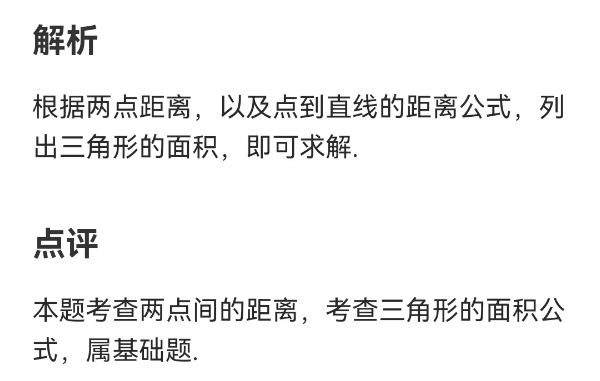 解析
根据两点距离，以及点到直线的距离公式，列
出三角形的面积，即可求解.
点评
本题考查两点间的距离，考查三角形的面积公
式，属基础题.